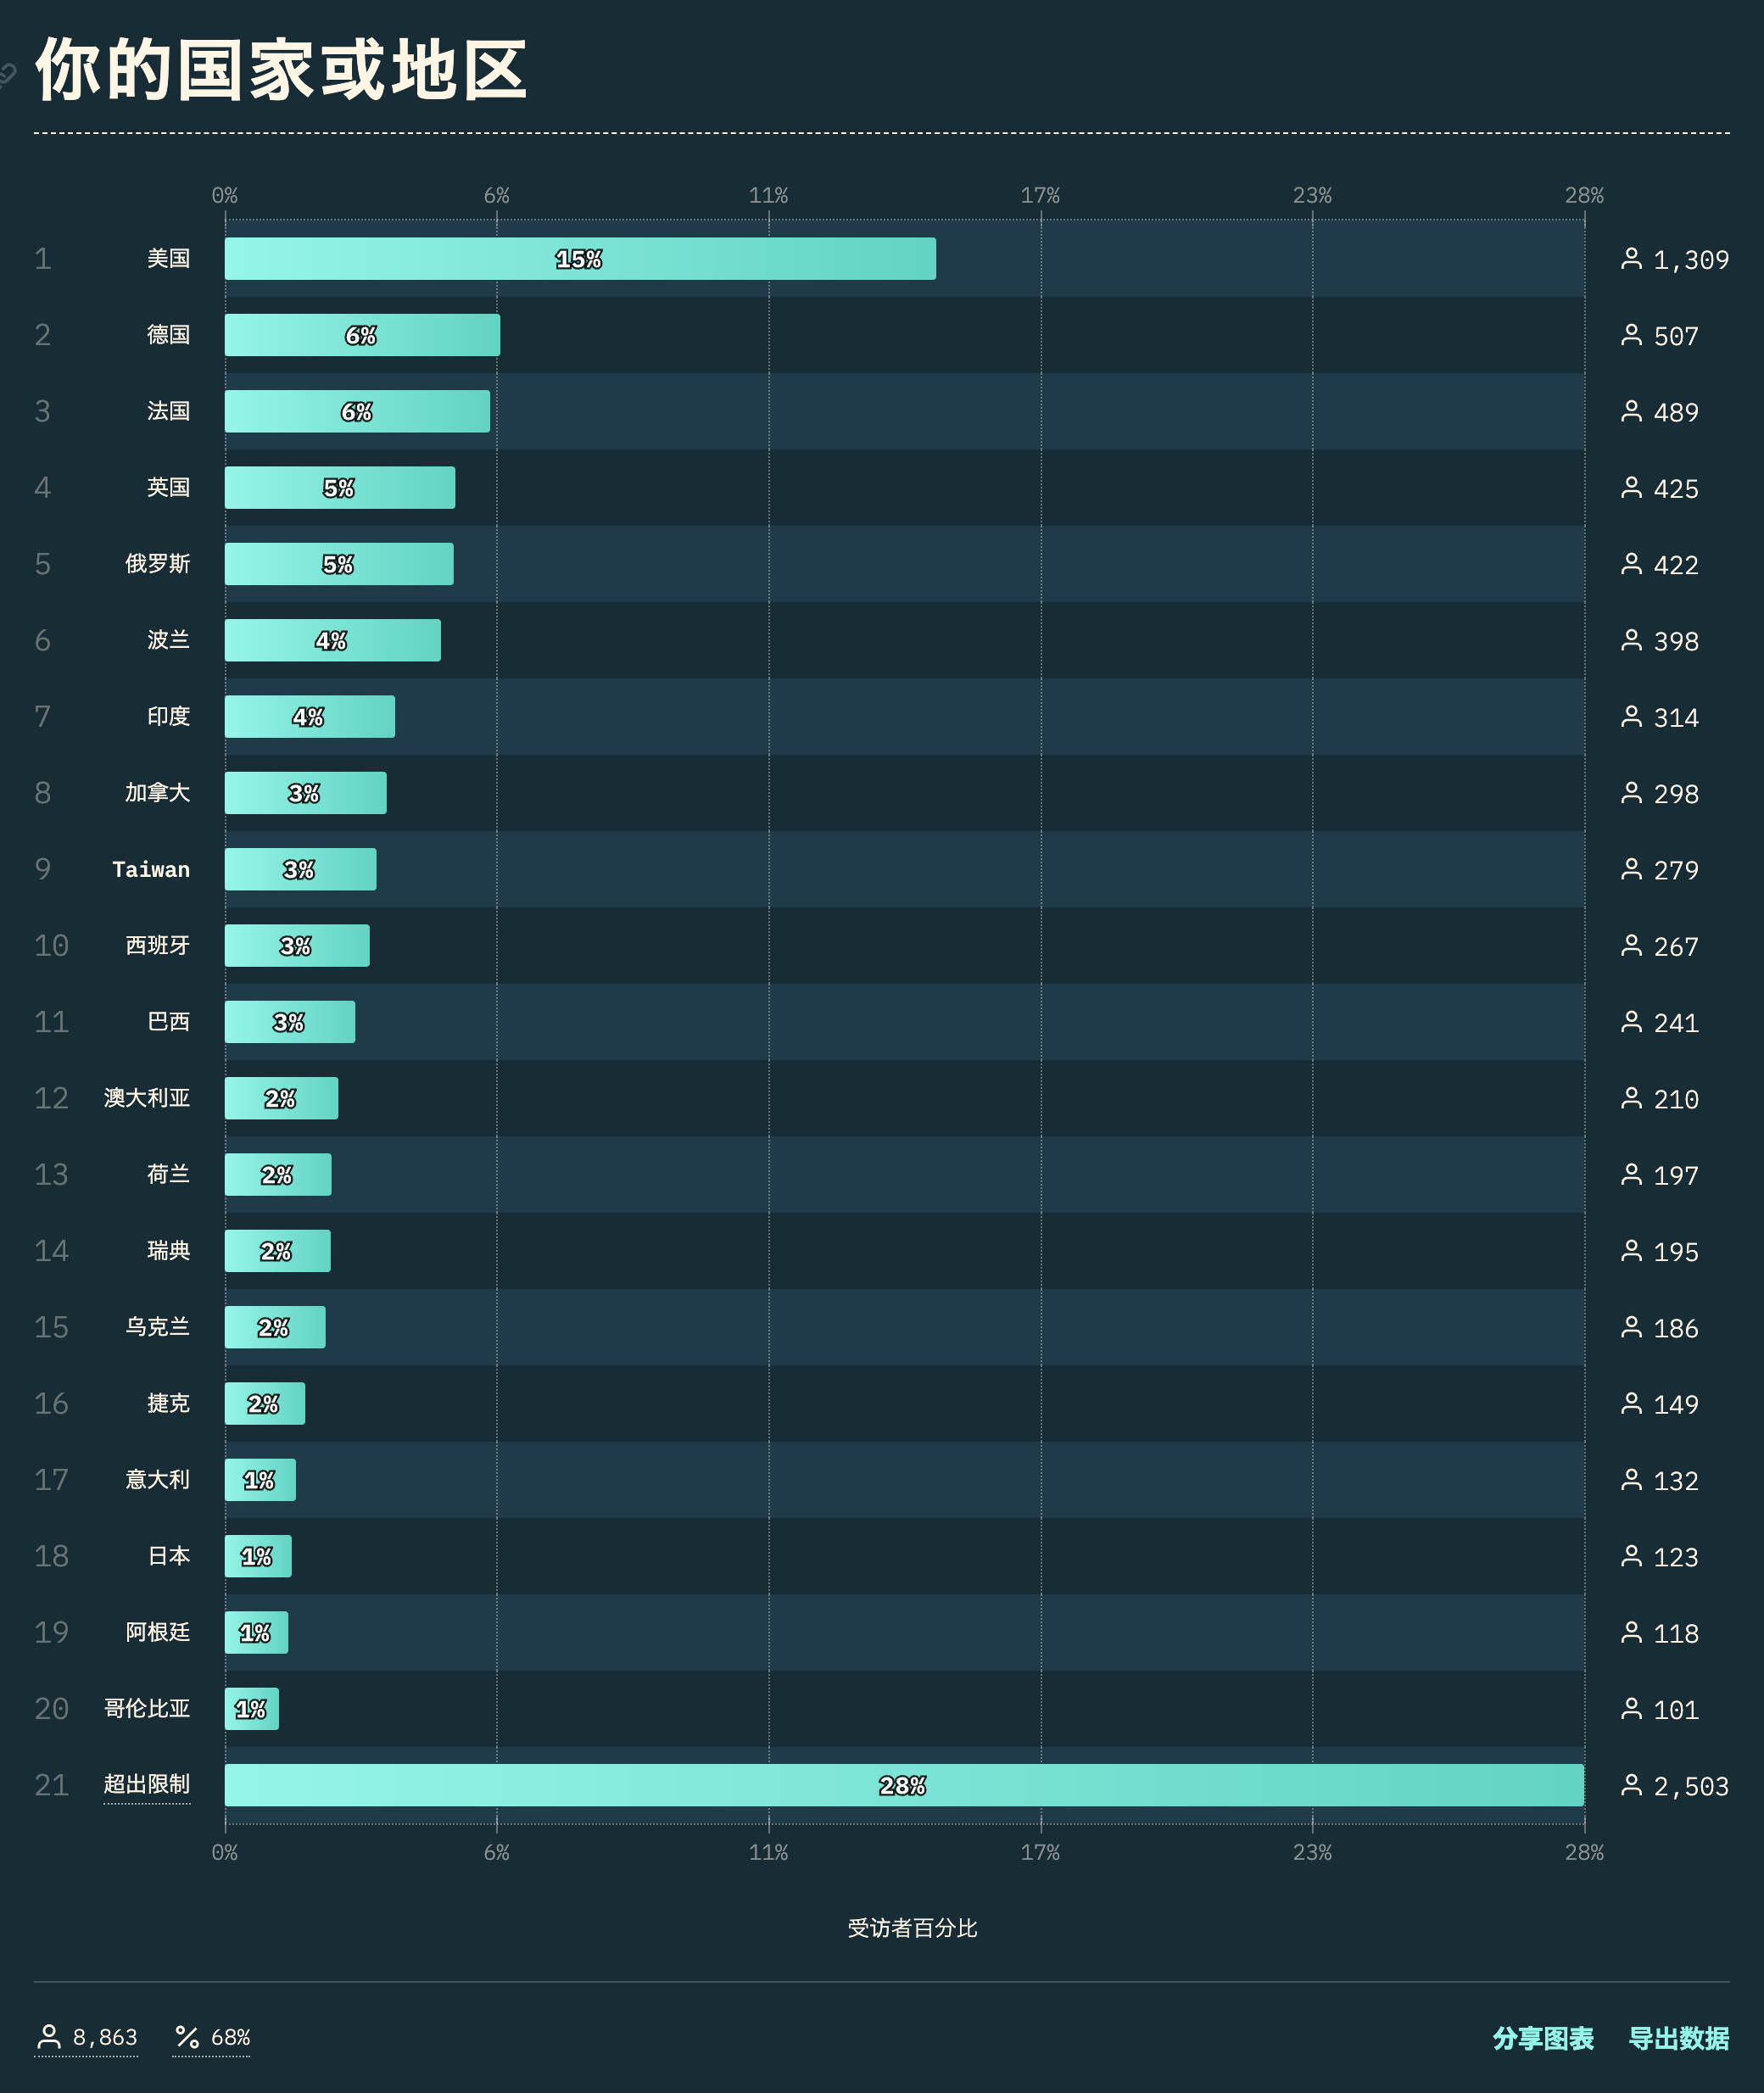 你的国家或地区
0% 6% 11% 17% 23% 28%
1 美国 15% 1,309
2 德国 6% 507
3 法国 6% 489
4 英国 5% 425
5 俄罗斯 5% 422
6 波兰 4% 398
7 印度 4% 314
8 加拿大 3% 298
9 Taiwan 3% 279
10 西班牙 3% 267
11 巴西 3% 241
12 澳大利亚 2% 210
13 荷兰 2% 197
14 瑞典 2% 195
15 乌克兰 2% 186
16 捷克 2% 149
17 意大利 1% 132
18 日本 1% 123
19 阿根廷 1% 118
20 哥伦比亚 1% 101
21 超出限制 28% 2,503
0% 6% 11% 17% 23% 28%
受访者百分比
8,863 % 68% 分享图表 导出数据